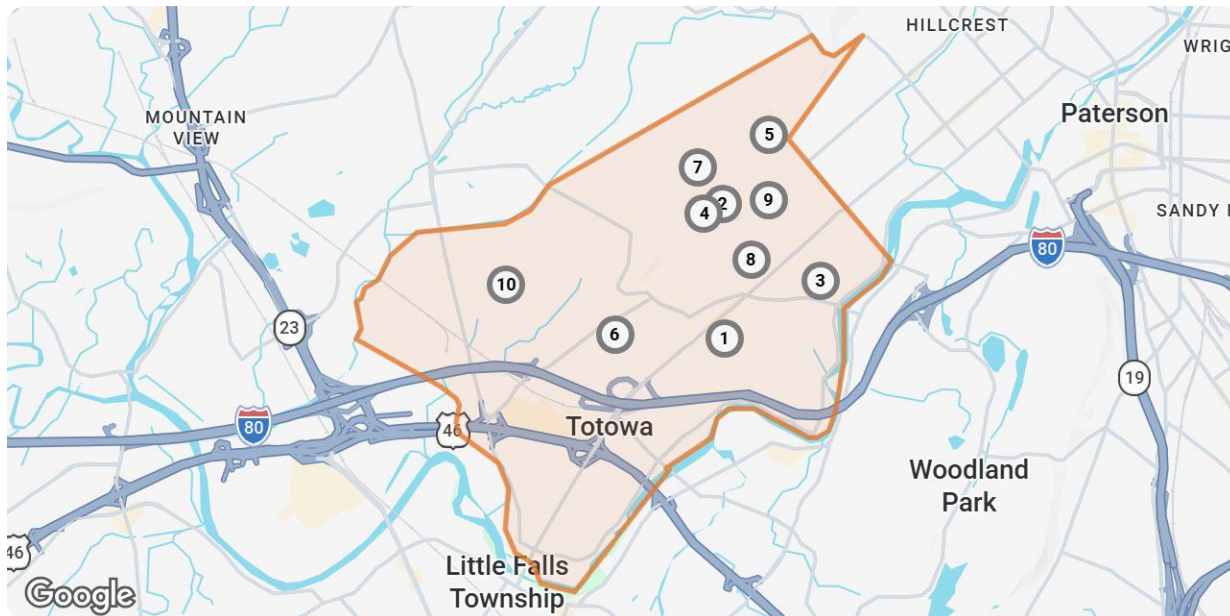 HILLCREST
WRIG
MOUNTAIN
VIEW
Paterson
5
7
2
9
4
SANDY
80
8
3
10
23
6
1
19
80
46
Totowa
Woodland
Park
46
Little Falls
Township
Google